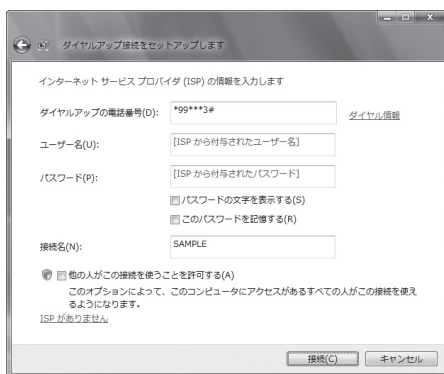 ダイヤルアップ接続をセットアップします
インターネット サービス プロバイダ (ISP) の情報を入力します
ダイヤルアップの電話番号(D):
*99***3#
ダイヤル情報
ユーザー名(U):
[ISP から付与されたユーザー名]
パスワード(P):
[ISP から付与されたパスワード]
パスワードの文字を表示する(S)
このパスワードを記憶する(R)
接続名(N):
SAMPLE
他の人がこの接続を使うことを許可する(A)
このオプションによって、このコンピュータにアクセスがあるすべての人がこの接続を使え
るようになります。
ISP がありません
接続(C)
キャンセル